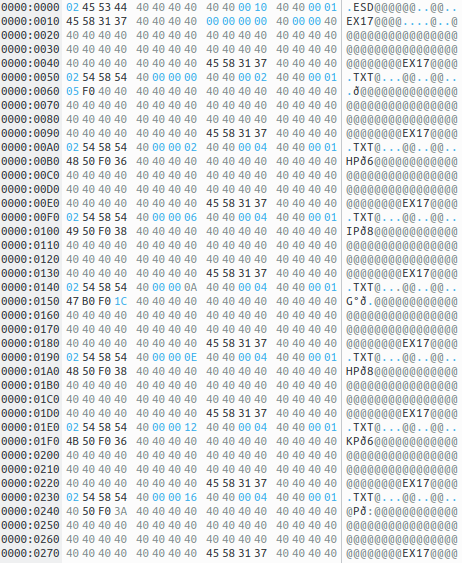 0000:0000 02 45 53 44 40 40 40 40 40 40 00 10 40 40 00 01 .ESD@@@@@@..@@..
0000:0010 45 58 31 37 40 40 40 40 00 00 00 00 40 40 00 01 EX17@@@@....@@..
0000:0020 40 40 40 40 40 40 40 40 40 40 40 40 40 40 40 40 @@@@@@@@@@@@@@@@
0000:0030 40 40 40 40 40 40 40 40 40 40 40 40 40 40 40 40 @@@@@@@@@@@@@@@@
0000:0040 40 40 40 40 40 40 40 40 45 58 31 37 40 40 40 40 @@@@@@@@EX17@@@@
0000:0050 02 54 58 54 40 00 00 00 40 40 00 02 40 40 00 01 .TXT@...@@..@@..
0000:0060 05 F0 40 40 40 40 40 40 40 40 40 40 40 40 40 40 .ð@@@@@@@@@@@@@@
0000:0070 40 40 40 40 40 40 40 40 40 40 40 40 40 40 40 40 @@@@@@@@@@@@@@@@
0000:0080 40 40 40 40 40 40 40 40 40 40 40 40 40 40 40 40 @@@@@@@@@@@@@@@@
0000:0090 40 40 40 40 40 40 40 40 45 58 31 37 40 40 40 40 @@@@@@@@EX17@@@@
0000:00A0 02 54 58 54 40 00 00 02 40 40 00 04 40 40 00 01 .TXT@...@@..@@..
0000:00B0 48 50 F0 36 40 40 40 40 40 40 40 40 40 40 40 40 HPð6@@@@@@@@@@@@
0000:00C0 40 40 40 40 40 40 40 40 40 40 40 40 40 40 40 40 @@@@@@@@@@@@@@@@
0000:00D0 40 40 40 40 40 40 40 40 40 40 40 40 40 40 40 40 @@@@@@@@@@@@@@@@
0000:00E0 40 40 40 40 40 40 40 40 45 58 31 37 40 40 40 40 @@@@@@@@EX17@@@@
0000:00F0 02 54 58 54 40 00 00 06 40 40 00 04 40 40 00 01 .TXT@...@@..@@..
0000:0100 49 50 F0 38 40 40 40 40 40 40 40 40 40 40 40 40 IPð8@@@@@@@@@@@@
0000:0110 40 40 40 40 40 40 40 40 40 40 40 40 40 40 40 40 @@@@@@@@@@@@@@@@
0000:0120 40 40 40 40 40 40 40 40 40 40 40 40 40 40 40 40 @@@@@@@@@@@@@@@@
0000:0130 40 40 40 40 40 40 40 40 45 58 31 37 40 40 40 40 @@@@@@@@EX17@@@@
0000:0140 02 54 58 54 40 00 00 0A 40 40 00 04 40 40 00 01 .TXT@...@@..@@..
0000:0150 47 B0 F0 1C 40 40 40 40 40 40 40 40 40 40 40 40 G°ð.@@@@@@@@@@@@
0000:0160 40 40 40 40 40 40 40 40 40 40 40 40 40 40 40 40 @@@@@@@@@@@@@@@@
0000:0170 40 40 40 40 40 40 40 40 40 40 40 40 40 40 40 40 @@@@@@@@@@@@@@@@
0000:0180 40 40 40 40 40 40 40 40 45 58 31 37 40 40 40 40 @@@@@@@@EX17@@@@
0000:0190 02 54 58 54 40 00 00 0E 40 40 00 04 40 40 00 01 .TXT@...@@..@@..
0000:01A0 48 50 F0 38 40 40 40 40 40 40 40 40 40 40 40 40 HPð8@@@@@@@@@@@@
0000:01B0 40 40 40 40 40 40 40 40 40 40 40 40 40 40 40 40 @@@@@@@@@@@@@@@@
0000:01C0 40 40 40 40 40 40 40 40 40 40 40 40 40 40 40 40 @@@@@@@@@@@@@@@@
0000:01D0 40 40 40 40 40 40 40 40 45 58 31 37 40 40 40 40 @@@@@@@@EX17@@@@
0000:01E0 02 54 58 54 40 00 00 12 40 40 00 04 40 40 00 01 .TXT@...@@..@@..
0000:01F0 4B 50 F0 36 40 40 40 40 40 40 40 40 40 40 40 40 KPð6@@@@@@@@@@@@
0000:0200 40 40 40 40 40 40 40 40 40 40 40 40 40 40 40 40 @@@@@@@@@@@@@@@@
0000:0210 40 40 40 40 40 40 40 40 40 40 40 40 40 40 40 40 @@@@@@@@@@@@@@@@
0000:0220 40 40 40 40 40 40 40 40 45 58 31 37 40 40 40 40 @@@@@@@@EX17@@@@
0000:0230 02 54 58 54 40 00 00 16 40 40 00 04 40 40 00 01 .TXT@...@@..@@..
0000:0240 40 50 F0 3A 40 40 40 40 40 40 40 40 40 40 40 40 @Pð:@@@@@@@@@@@@
0000:0250 40 40 40 40 40 40 40 40 40 40 40 40 40 40 40 40 @@@@@@@@@@@@@@@@
0000:0260 40 40 40 40 40 40 40 40 40 40 40 40 40 40 40 40 @@@@@@@@@@@@@@@@
0000:0270 40 40 40 40 40 40 40 40 45 58 31 37 40 40 40 40 @@@@@@@@EX17@@@@